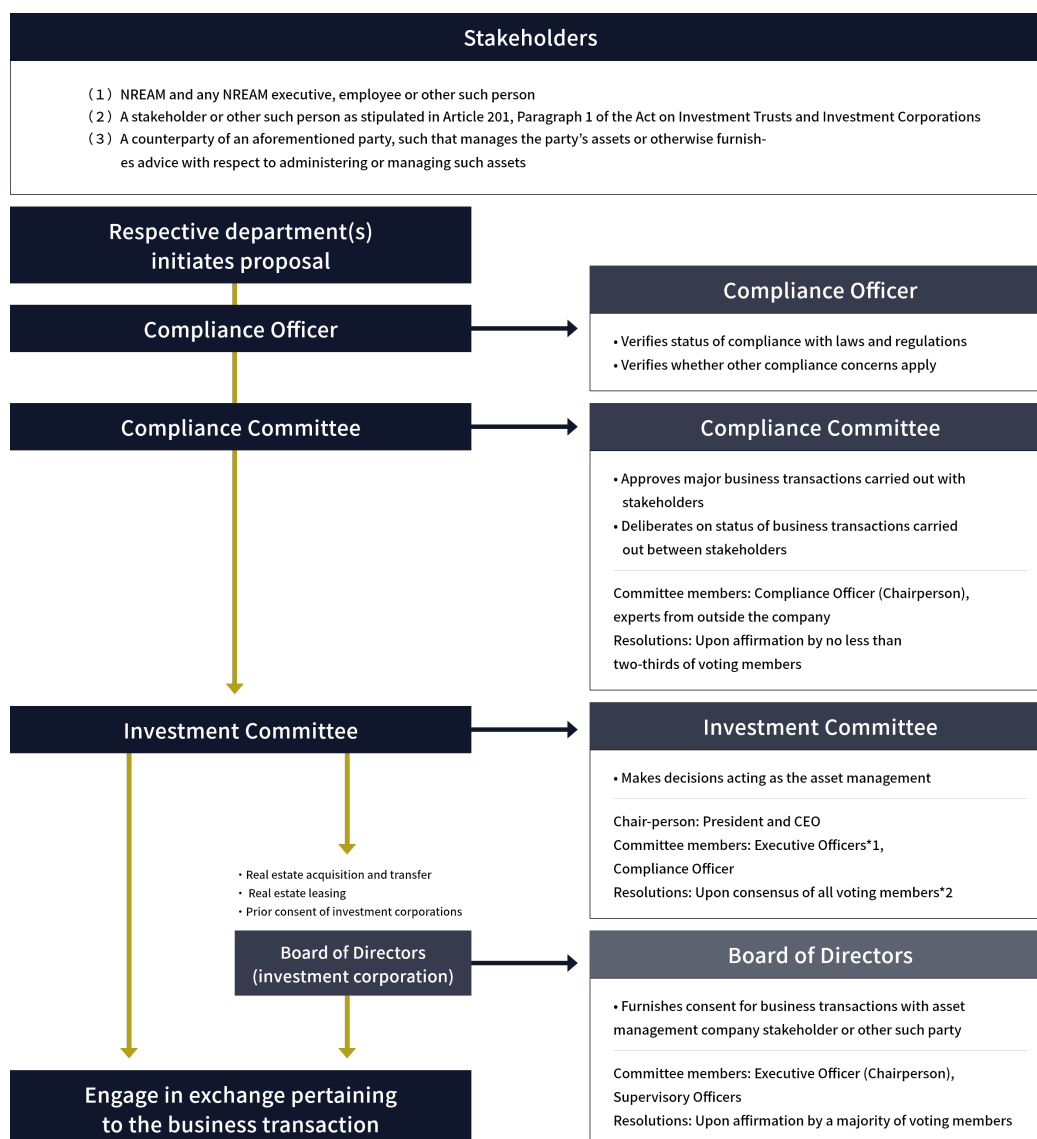 Stakeholders
（1）NREAM and any NREAM executive, employee or other such person
（2）A stakeholder or other such person as stipulated in Article 201, Paragraph 1 of the Act on Investment Trusts and Investment Corporations
（3）A counterparty of an aforementioned party, such that manages the party's assets or otherwise furnish-
es advice with respect to administering or managing such assets
Respective department(s)
initiates proposal
Compliance Officer
Compliance Officer
• Verifies status of compliance with laws and regulations
• Verifies whether other compliance concerns apply
Compliance Committee
Compliance Committee
• Approves major business transactions carried out with
stakeholders
• Deliberates on status of business transactions carried
out between stakeholders
Committee members: Compliance Officer (Chairperson),
experts from outside the company
Resolutions: Upon affirmation by no less than
two-thirds of voting members
Investment Committee
Investment Committee
• Makes decisions acting as the asset management
Chair-person: President and CEO
Committee members: Executive Officers*1,
Compliance Officer
Resolutions: Upon consensus of all voting members*2
・Real estate acquisition and transfer
・ Real estate leasing
・Prior consent of investment corporations
Board of Directors
(investment corporation)
Board of Directors
• Furnishes consent for business transactions with asset
management company stakeholder or other such party
Committee members: Executive Officer (Chairperson),
Supervisory Officers
Resolutions: Upon affirmation by a majority of voting members
Engage in exchange pertaining
to the business transaction